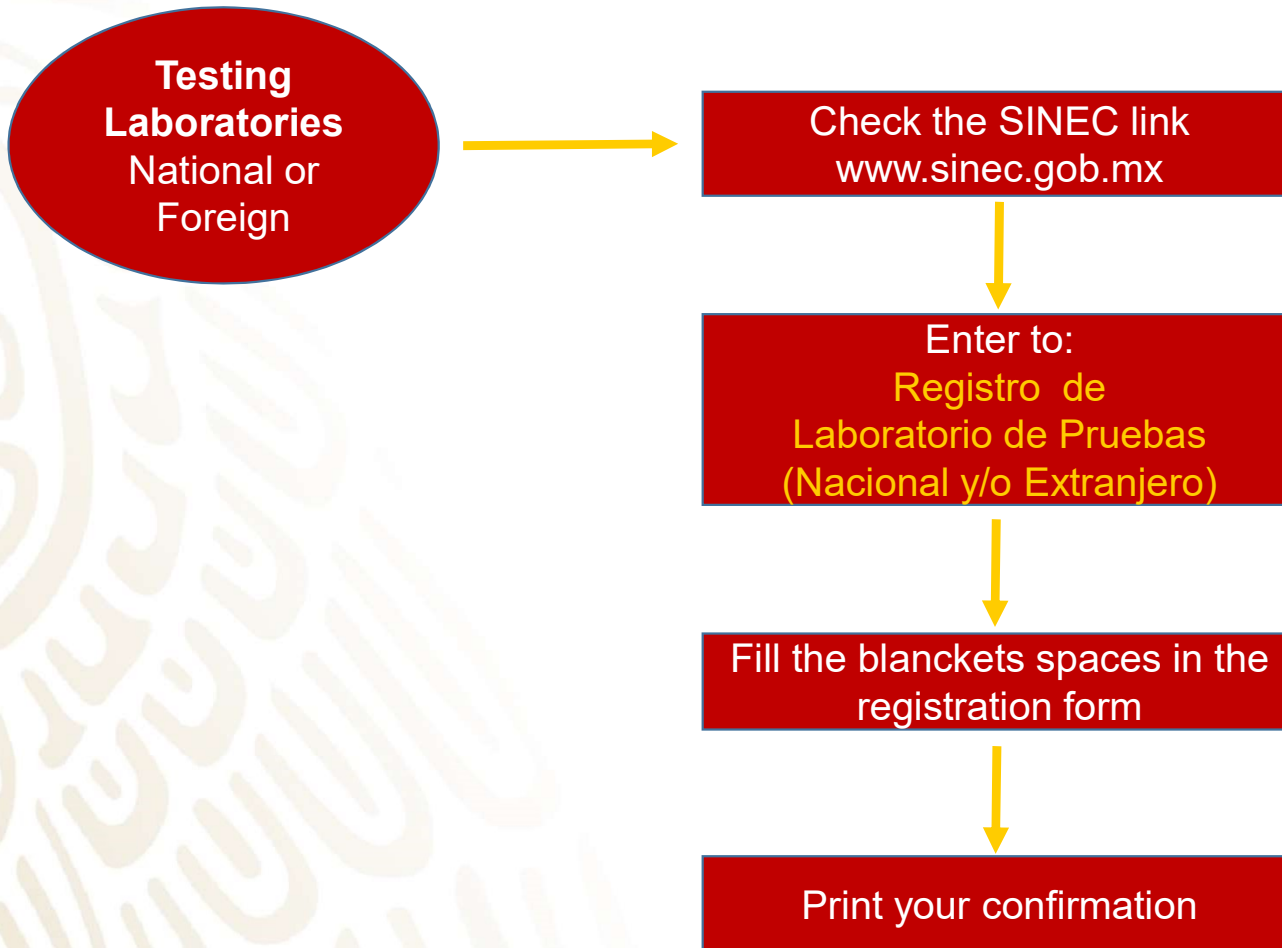 Testing
Laboratories
National or
Foreign
Check the SINEC link
www.sinec.gob.mx
Enter to:
Registro de
Laboratorio de Pruebas
(Nacional y/o Extranjero)
Fill the blanckets spaces in the
registration form
Print your confirmation